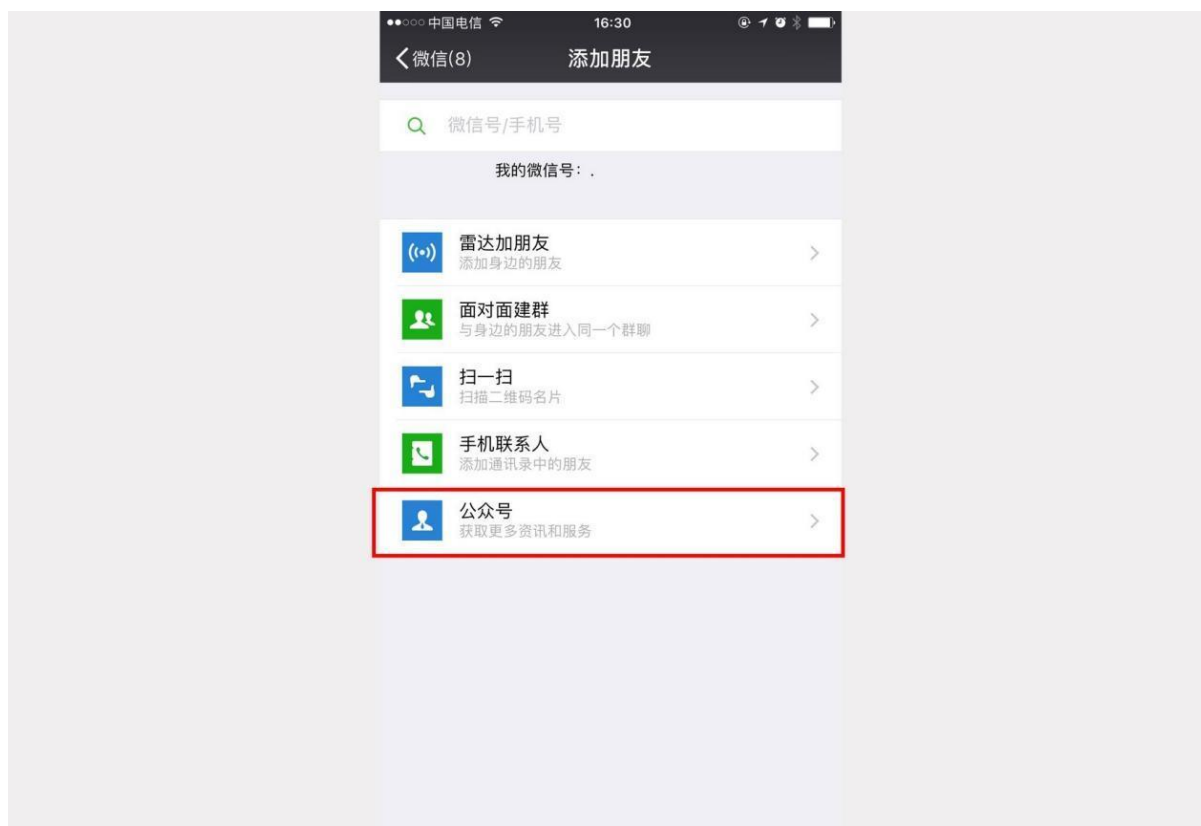 中国电信 16:30
微信(8) 添加朋友
微信号/手机号
我的微信号：.
雷达加朋友
添加身边的朋友
面对面建群
与身边的朋友进入同一个群聊
扫一扫
扫描二维码名片
手机联系人
添加通讯录中的朋友
公众号
获取更多资讯和服务